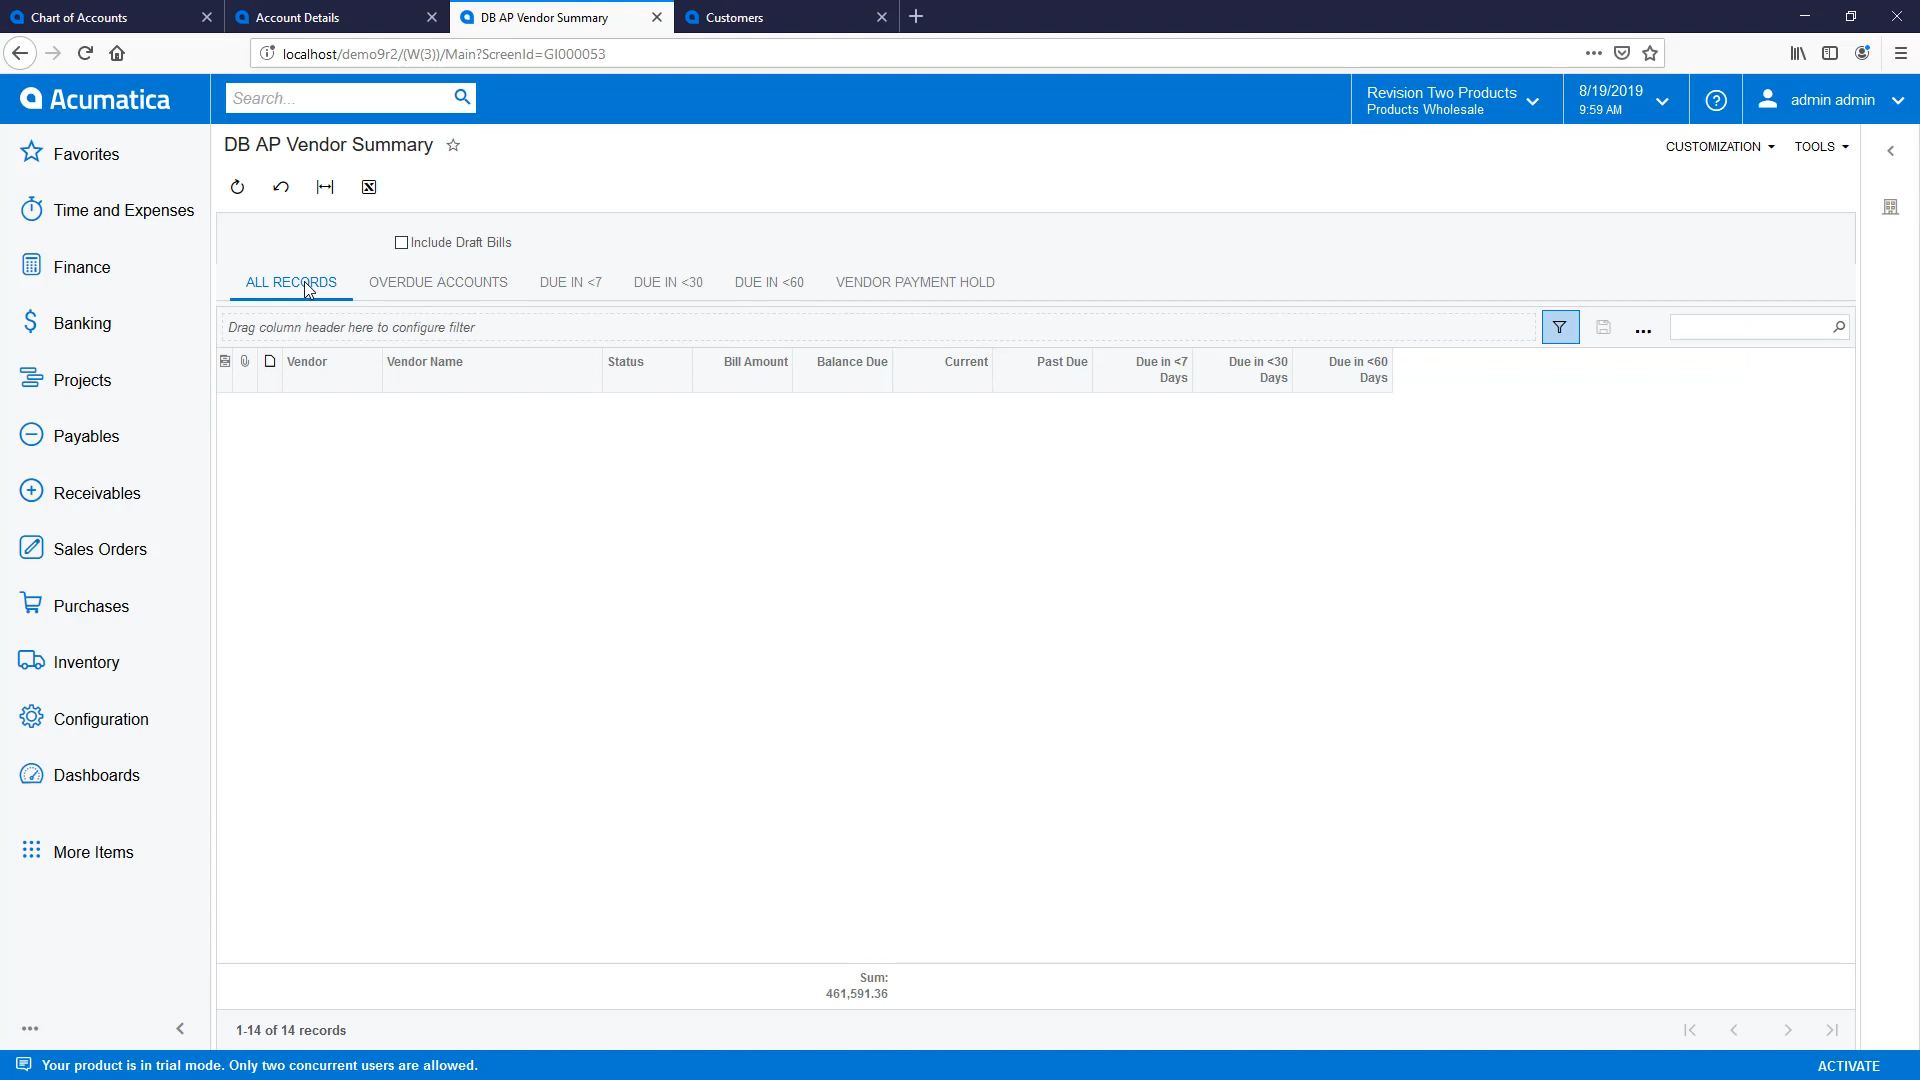 Chart of Accounts
Account Details
DB AP Vendor Summary
Customers
localhost/demo9r2/(W(3))/Main?ScreenId=GI000053
Acumatica
Search...
Revision Two Products
Products Wholesale
8/19/2019
9:59 AM
admin admin
Favorites
Time and Expenses
Finance
Banking
Projects
Payables
Receivables
Sales Orders
Purchases
Inventory
Configuration
Dashboards
More Items
DB AP Vendor Summary
CUSTOMIZATION
TOOLS
Include Draft Bills
ALL RECORDS
OVERDUE ACCOUNTS
DUE IN <7
DUE IN <30
DUE IN <60
VENDOR PAYMENT HOLD
Drag column header here to configure filter
Vendor
Vendor Name
Status
Bill Amount
Balance Due
Current
Past Due
Due in <7
Days
Due in <30
Days
Due in <60
Days
Sum:
461,591.36
1-14 of 14 records
Your product is in trial mode. Only two concurrent users are allowed.
ACTIVATE